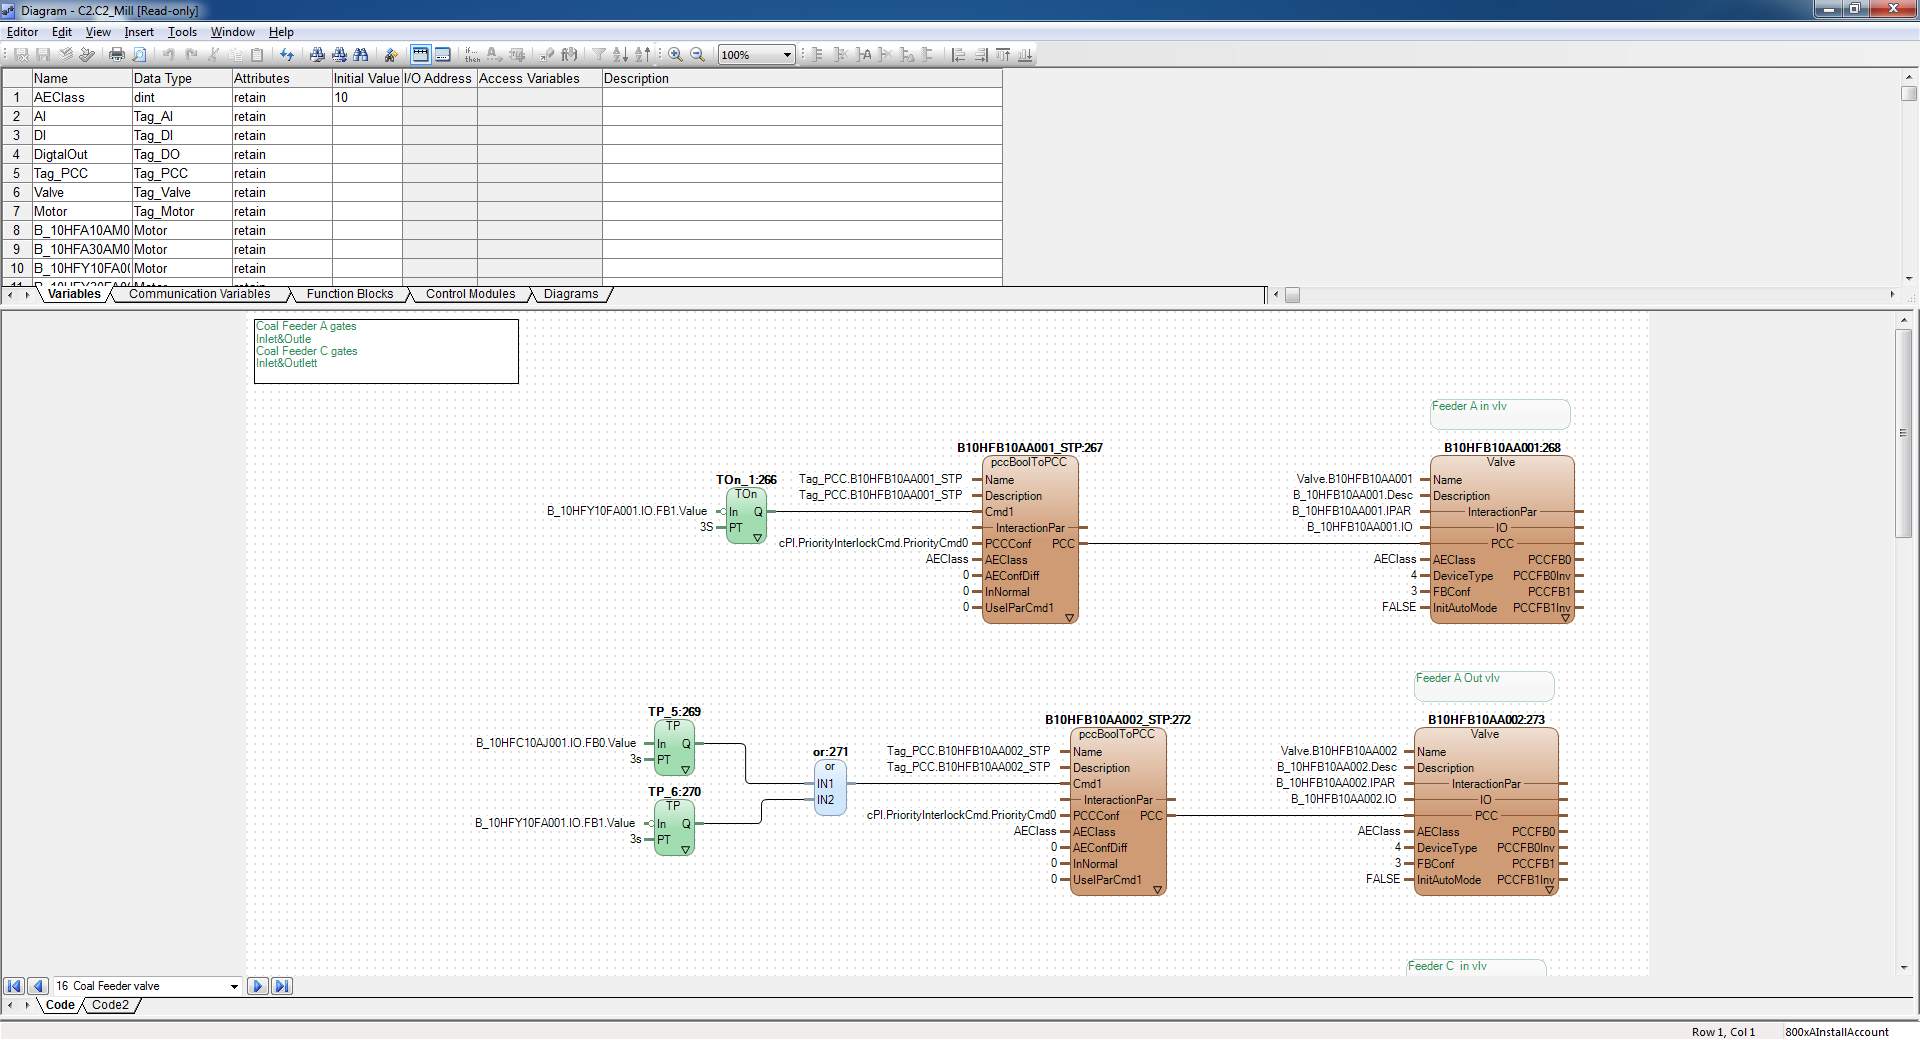 Diagram - C2.C2_Mill [Read-only]
Editor Edit View Insert Tools Window Help
100%
Name Data Type Attributes Initial Value I/O Address Access Variables Description
1 AEClass dint retain 10
2 AI Tag_AI retain
3 DI Tag_DI retain
4 DigtalOut Tag_DO retain
5 Tag_PCC Tag_PCC retain
6 Valve Tag_Valve retain
7 Motor Tag_Motor retain
8 B_10HFA10AM0 Motor retain
9 B_10HFA30AM0 Motor retain
10 B_10HFY10FA0 Motor retain
Variables Communication Variables Function Blocks Control Modules Diagrams
Coal Feeder A gates
Inlet&Outle
Coal Feeder C gates
Inlet&Outlett
Feeder A in vlv
B10HFB10AA001_STP:267
B10HFB10AA001:268
pccBoolToPCC
Valve
TOn_1:266
Tag_PCC.B10HFB10AA001_STP Name
Valve.B10HFB10AA001 Name
TOn
Tag_PCC.B10HFB10AA001_STP Description
B_10HFB10AA001.Desc Description
B_10HFY10FA001.IO.FB1.Value In Q
Cmd1
B_10HFB10AA001.IPAR InteractionPar
3S PT
InteractionPar
B_10HFB10AA001.IO IO
cPI.PriorityInterlockCmd.PriorityCmd0 PCCConf PCC
PCC
AEClass AEClass
AEClass AEClass PCCFB0
0 AEConfDiff
4 DeviceType PCCFB0Inv
0 InNormal
3 FBConf PCCFB1
0 UseIParCmd1
FALSE InitAutoMode PCCFB1Inv
Feeder A Out vlv
TP_5:269
B10HFB10AA002_STP:272
B10HFB10AA002:273
TP
pccBoolToPCC
Valve
B_10HFC10AJ001.IO.FB0.Value In Q
3s PT
or:271
or
IN1
IN2
Tag_PCC.B10HFB10AA002_STP Name
Valve.B10HFB10AA002 Name
Tag_PCC.B10HFB10AA002_STP Description
B_10HFB10AA002.Desc Description
Cmd1
B_10HFB10AA002.IPAR InteractionPar
TP_6:270
TP
InteractionPar
B_10HFB10AA002.IO IO
B_10HFY10FA001.IO.FB1.Value In Q
3s PT
cPI.PriorityInterlockCmd.PriorityCmd0 PCCConf PCC
PCC
AEClass AEClass
AEClass AEClass PCCFB0
0 AEConfDiff
4 DeviceType PCCFB0Inv
0 InNormal
3 FBConf PCCFB1
0 UseIParCmd1
FALSE InitAutoMode PCCFB1Inv
Feeder C in vlv
16 Coal Feeder valve
Code Code2
Row 1, Col 1 800xAInstallAccount